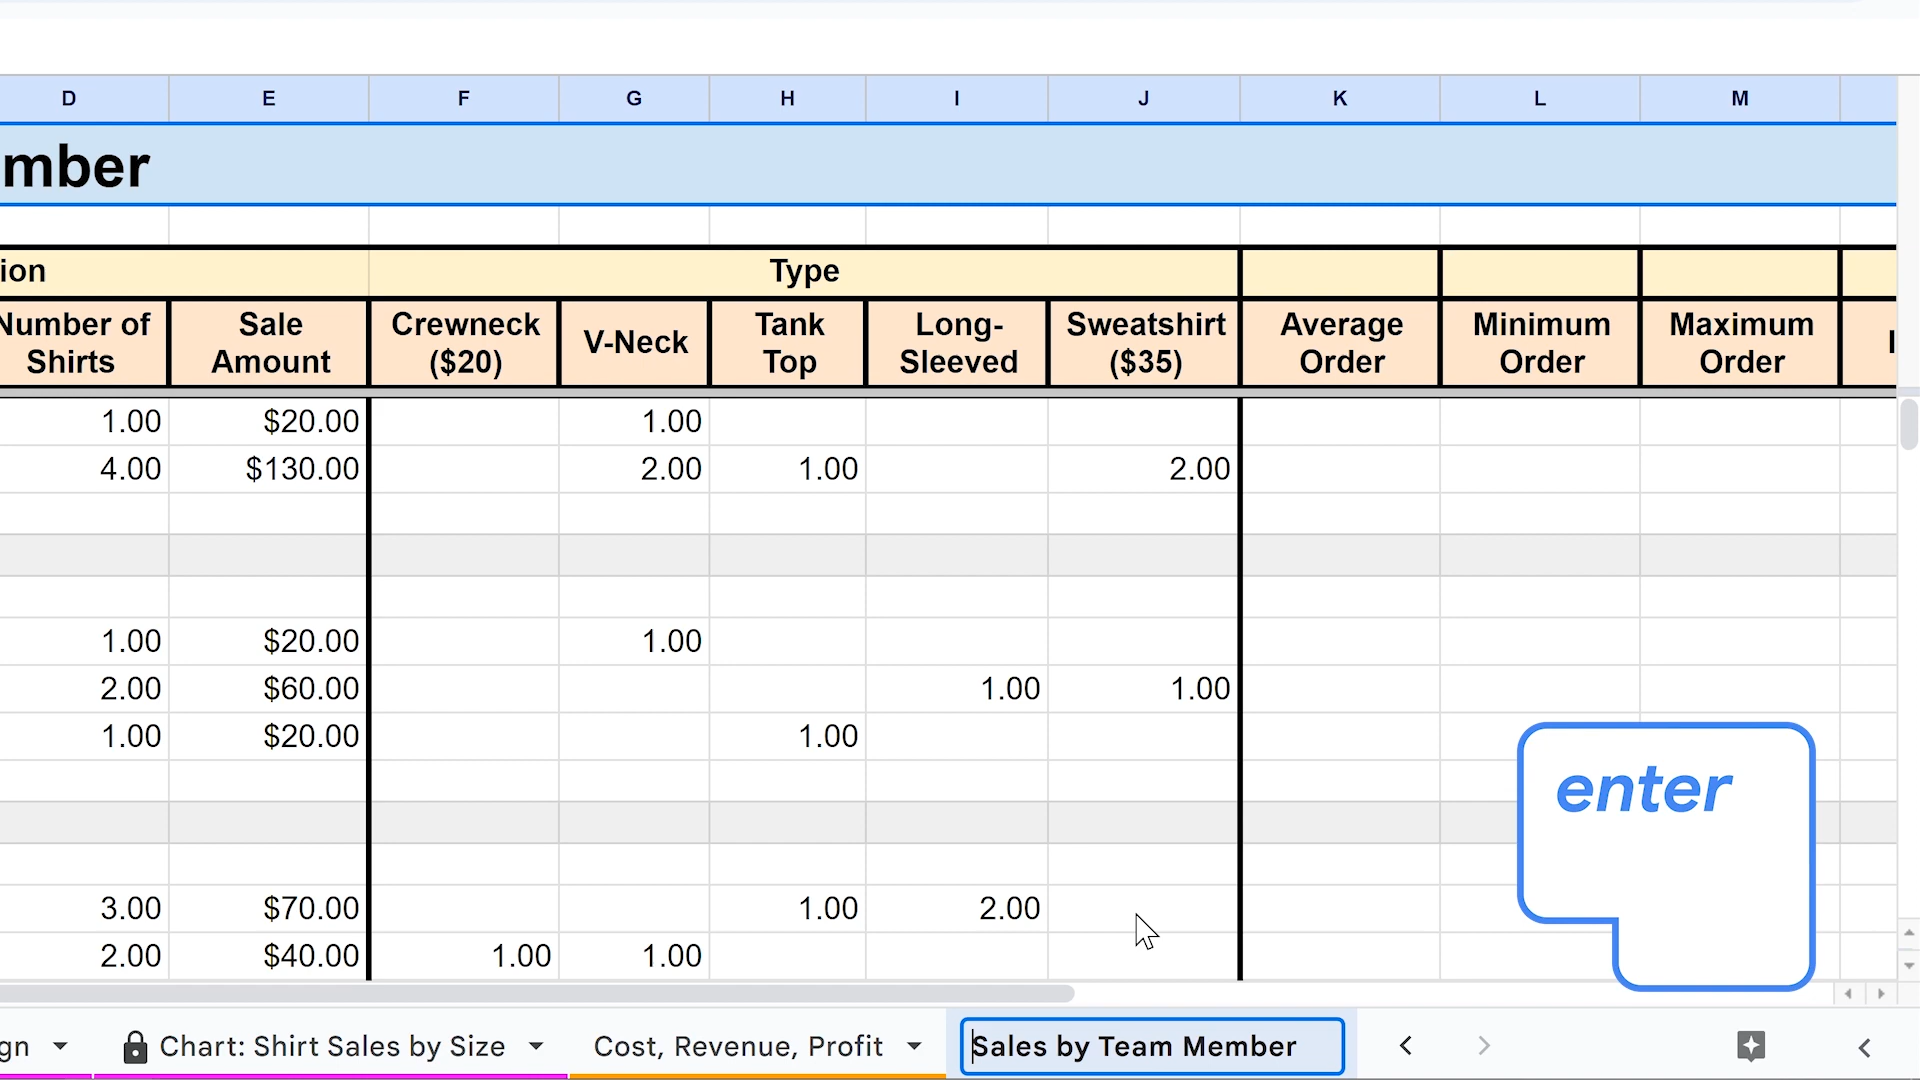 D E F G H I J K L M
mber
ion Type
Number of Shirts Sale Amount Crewneck ($20) V-Neck Tank Top Long-Sleeved Sweatshirt ($35) Average Order Minimum Order Maximum Order
1.00 $20.00 1.00
4.00 $130.00 2.00 1.00 2.00
1.00 $20.00 1.00
2.00 $60.00 1.00 1.00
1.00 $20.00 1.00
enter
3.00 $70.00 1.00 2.00
2.00 $40.00 1.00 1.00
gn Chart: Shirt Sales by Size Cost, Revenue, Profit Sales by Team Member